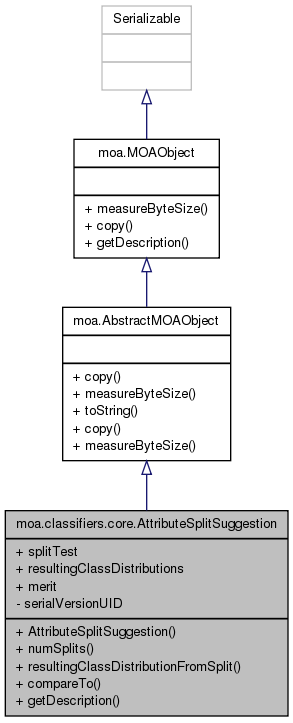 Serializable
moa.MOAObject
+ measureByteSize()
+ copy()
+ getDescription()
moa.AbstractMOAObject
+ copy()
+ measureByteSize()
+ toString()
+ copy()
+ measureByteSize()
moa.classifiers.core.AttributeSplitSuggestion
+ splitTest
+ resultingClassDistributions
+ merit
- serialVersionUID
+ AttributeSplitSuggestion()
+ numSplits()
+ resultingClassDistributionFromSplit()
+ compareTo()
+ getDescription()